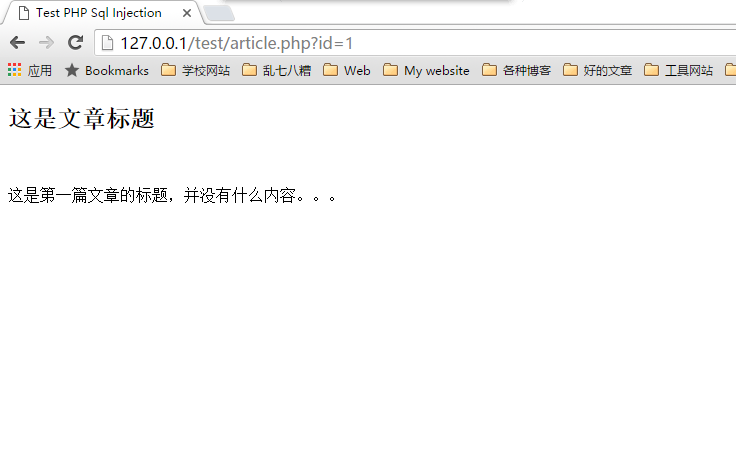 Test PHP Sql Injection
127.0.0.1/test/article.php?id=1
应用 Bookmarks 学校网站 乱七八糟 Web My website 各种博客 好的文章 工具网站
这是文章标题
这是第一篇文章的标题，并没有什么内容。。。